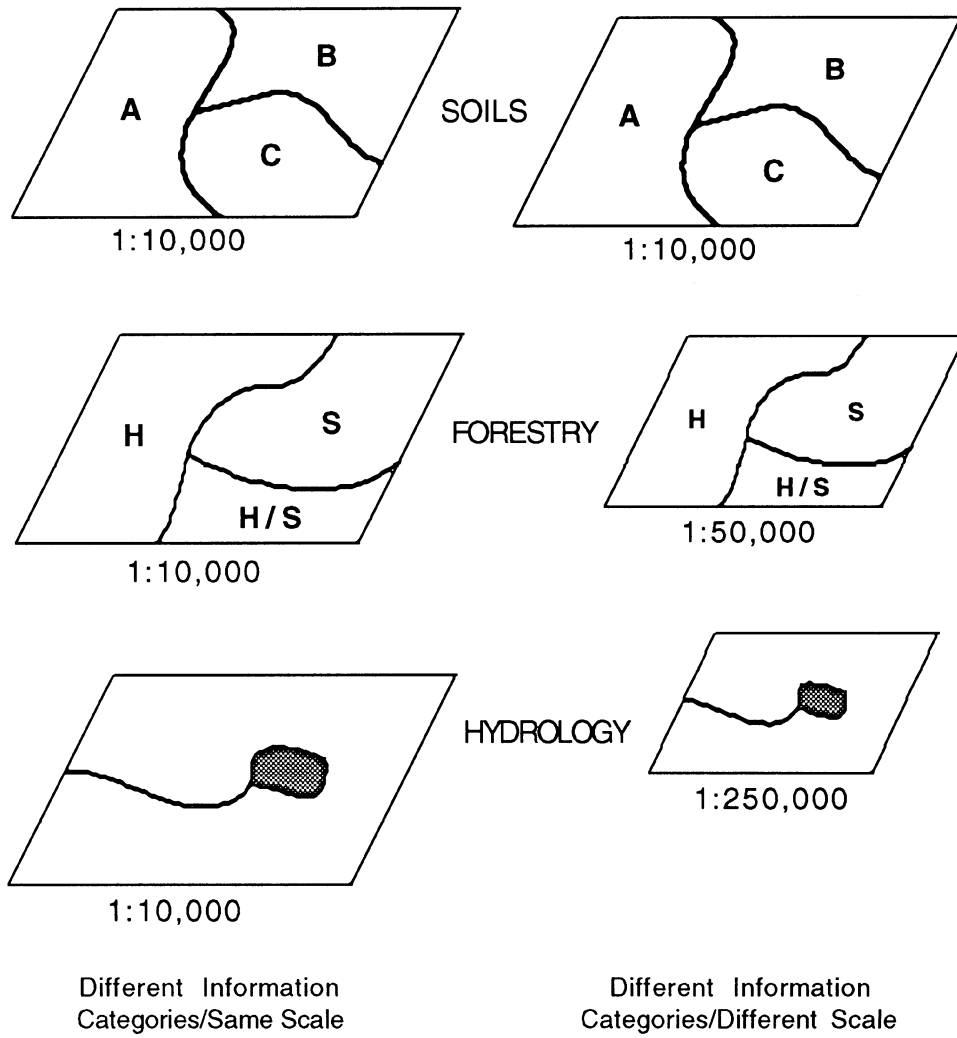 A B C
SOILS
A B C
1:10,000
1:10,000
H S H/S
FORESTRY
H S H/S
1:10,000
1:50,000
HYDROLOGY
1:10,000
1:250,000
Different Information
Categories/Same Scale
Different Information
Categories/Different Scale